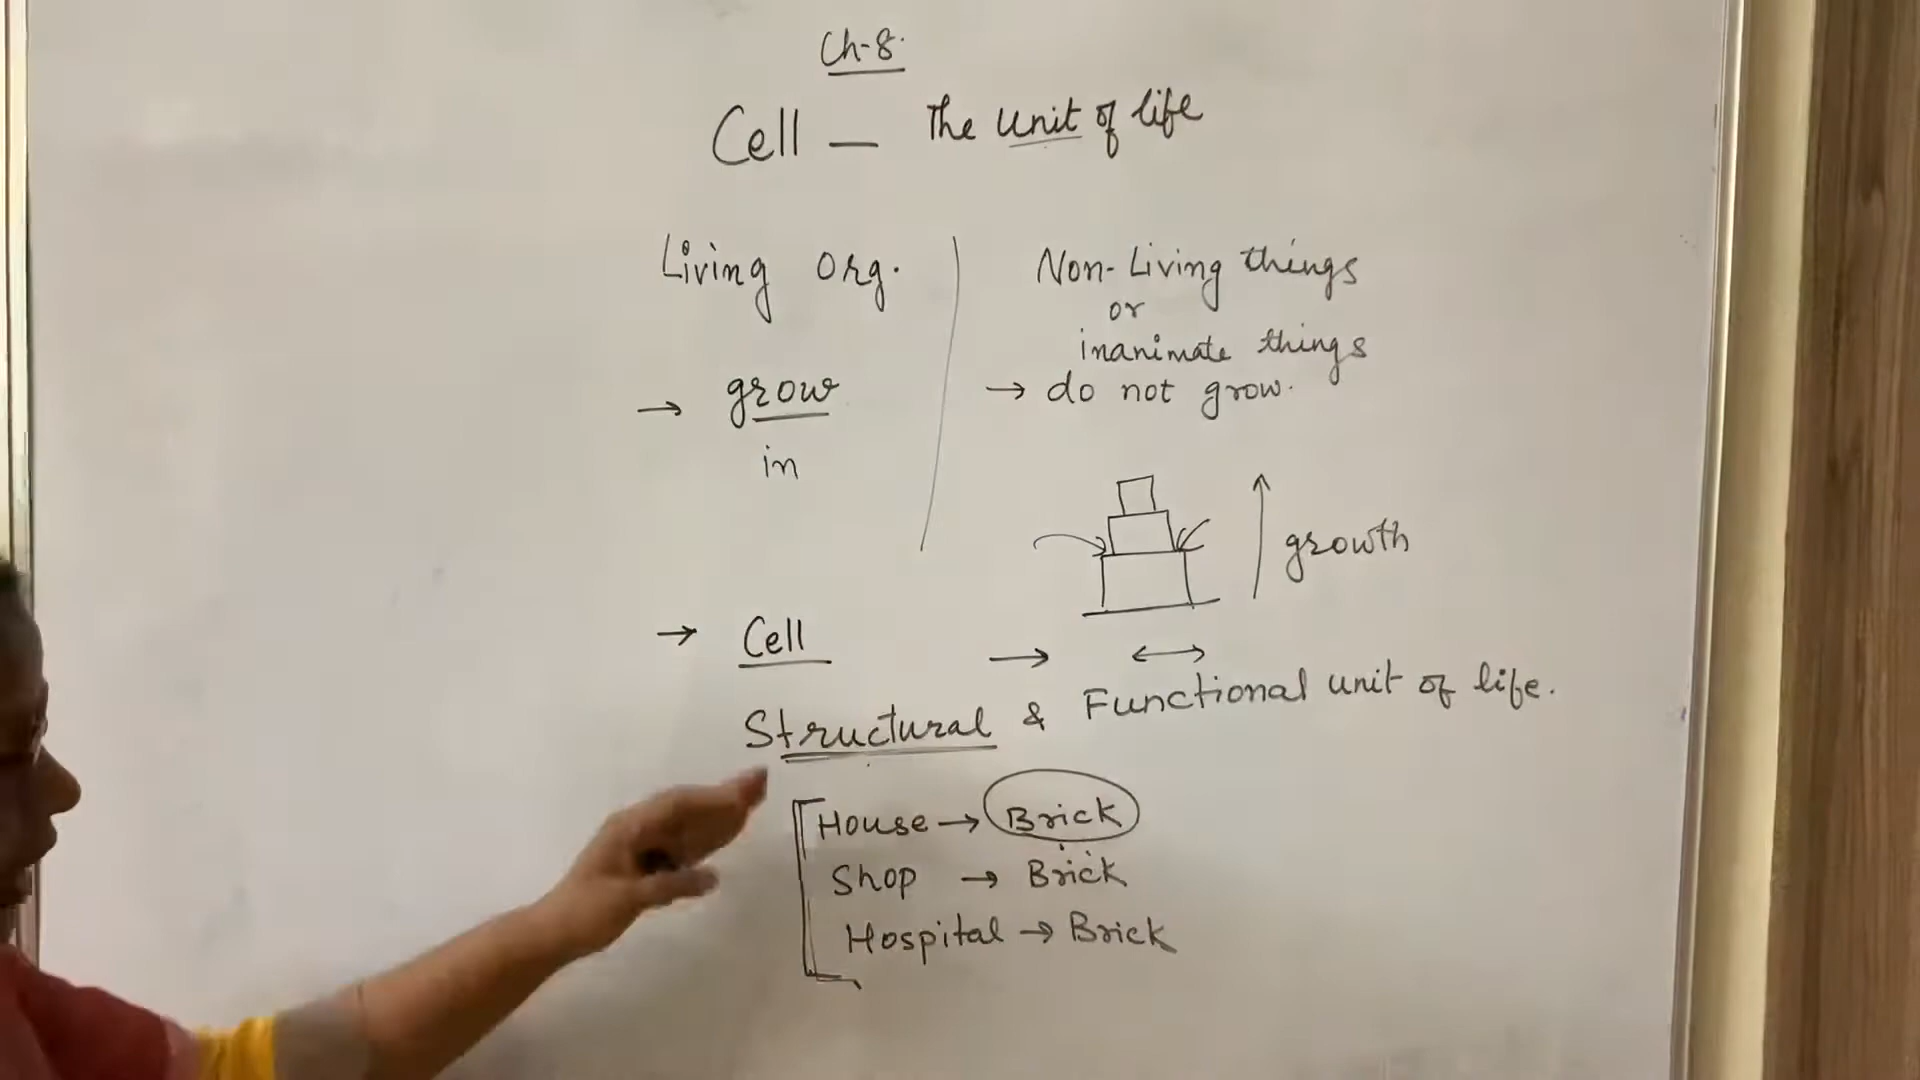 Ch-8.
Cell — The Unit of life
Living Org.
→ grow
in
Non-Living things
or
inanimate things
→ do not grow.
growth
→ Cell →
Structural & Functional unit of life.
House → Brick
Shop → Brick
Hospital → Brick